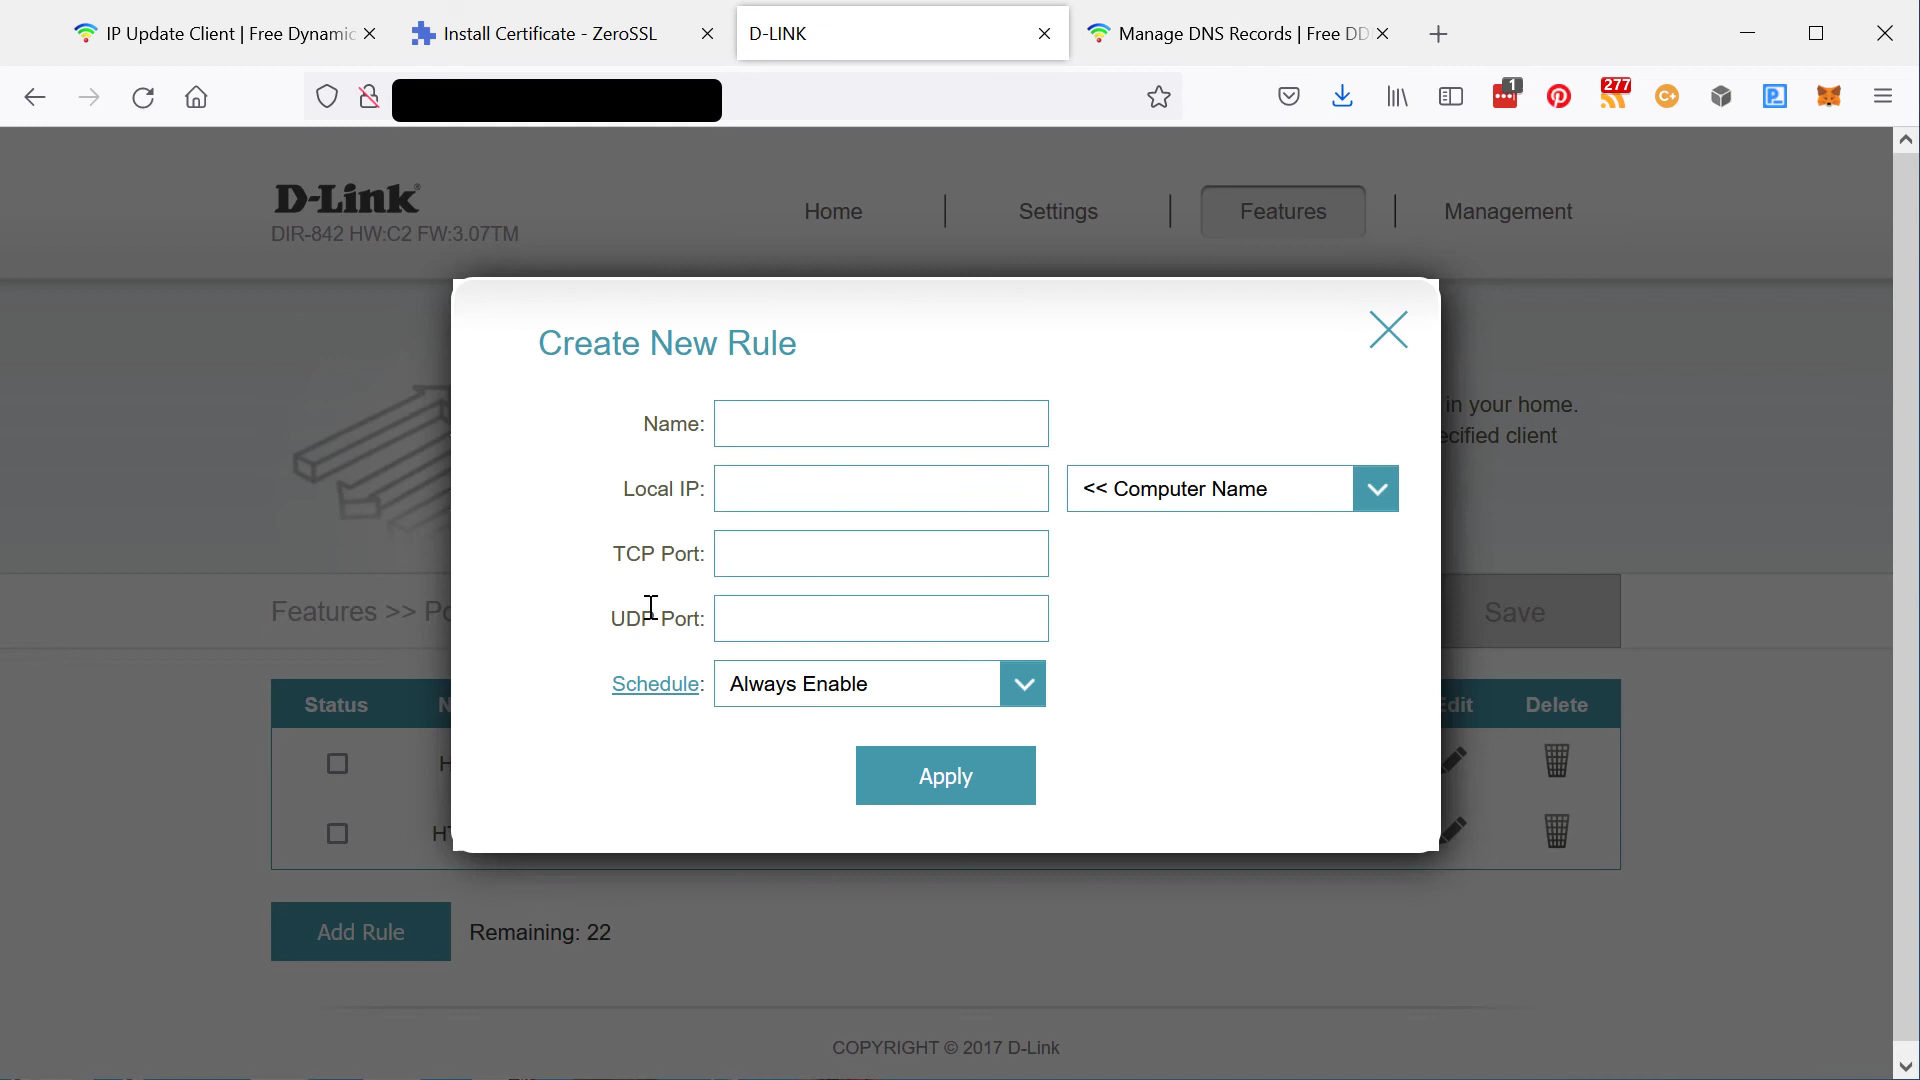 IP Update Client | Free Dynamic
Install Certificate - ZeroSSL
D-LINK
Manage DNS Records | Free DD
1
277
C+
P
D-Link®
DIR-842 HW:C2 FW:3.07TM
Home
Settings
Features
Management
Create New Rule
in your home.
ecified client
Name:
Local IP:
<< Computer Name
TCP Port:
Features >> Po
UDP Port:
Save
Schedule:
Always Enable
Status
N
Edit
Delete
H
Apply
HT
Add Rule
Remaining: 22
COPYRIGHT © 2017 D-Link